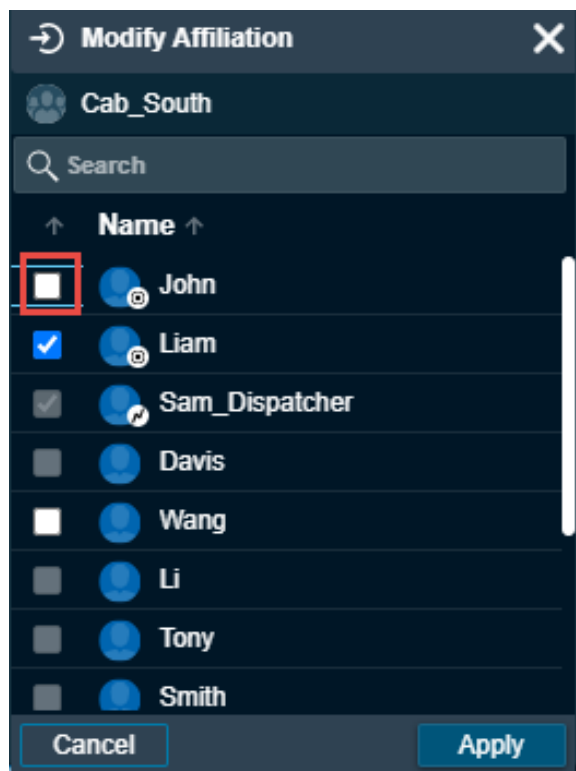 Modify Affiliation
Cab_South
Search
Name
John
Liam
Sam_Dispatcher
Davis
Wang
Li
Tony
Smith
Cancel Apply